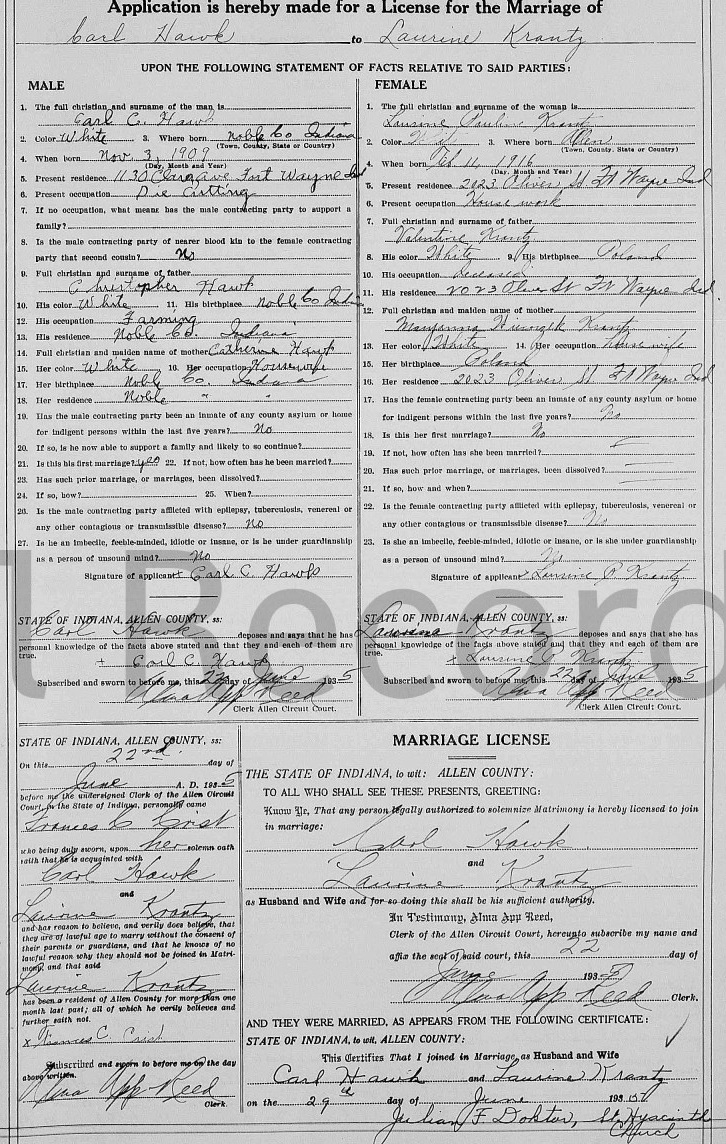 Application is hereby made for a License for the Marriage of
Carl Hawk to Laurine Krantz
UPON THE FOLLOWING STATEMENT OF FACTS RELATIVE TO SAID PARTIES:
MALE
1. The full christian and surname of the man is
Carl C. Hawk
2. Color White 3. Where born Noble Co Indiana
(Town, County, State or Country)
4. When born Nov. 3, 1909
(Day, Month and Year)
5. Present residence 1130 Clara Ave Fort Wayne Ind
6. Present occupation Die Cutting
7. If no occupation, what means has the male contracting party to support a
family?
8. Is the male contracting party of nearer blood kin to the female contracting
party than second cousin? No
9. Full christian and surname of father
Christopher Hawk
10. His color White 11. His birthplace Noble Co Indiana
12. His occupation Farming
13. His residence Noble Co. Indiana
14. Full christian and maiden name of mother Catherine Hawk
15. Her color White 16. Her occupation Housewife
17. Her birthplace Noble Co. Indiana
18. Her residence Noble " "
19. Has the male contracting party been an inmate of any county asylum or home
for indigent persons within the last five years? No
20. If so, is he now able to support a family and likely to so continue?
21. Is this his first marriage? yes 22. If not, how often has he been married?
23. Has such prior marriage, or marriages, been dissolved?
24. If so, how? 25. When?
26. Is the male contracting party afflicted with epilepsy, tuberculosis, venereal or
any other contagious or transmissible disease? No
27. Is he an imbecile, feeble-minded, idiotic or insane, or is he under guardianship
as a person of unsound mind? No
Signature of applicant x Carl C. Hawk
STATE OF INDIANA, ALLEN COUNTY, ss:
Carl Hawk deposes and says that he has
personal knowledge of the facts above stated and that they and each of them are
true.
x Carl C. Hawk
Subscribed and sworn to before me, this 22 day of June 1935
Alma App Reed
Clerk Allen Circuit Court.
FEMALE
1. The full christian and surname of the woman is
Laurine Pauline Krantz
2. Color 3. Where born Allen
(Town, County, State or Country)
4. When born Feb 11, 1916
(Day, Month and Year)
5. Present residence 2023 Oliver St Ft Wayne Ind
6. Present occupation House work
7. Full christian and surname of father
Valentine Krantz
8. His color White 9. His birthplace Poland
10. His occupation Deceased
11. His residence 2023 Oliver St Ft Wayne Ind.
12. Full christian and maiden name of mother
Maryanna Krantz
13. Her color White 14. Her occupation House wife
15. Her birthplace Poland
16. Her residence 2023 Oliver St Ft Wayne Ind
17. Has the female contracting party been an inmate of any county asylum or home
for indigent persons within the last five years? No
18. Is this her first marriage? No
19. If not, how often has she been married?
20. Has such prior marriage, or marriages, been dissolved?
21. If so, how and when?
22. Is the female contracting party afflicted with epilepsy, tuberculosis, venereal or
any other contagious or transmissible disease? No
23. Is she an imbecile, feeble-minded, idiotic or insane, or is she under guardianship
as a person of unsound mind? No
Signature of applicant x Laurine P. Krantz
STATE OF INDIANA, ALLEN COUNTY, ss:
Laurine Krantz deposes and says that she has
personal knowledge of the facts above stated and that they and each of them are
true.
x Laurine P. Krantz
Subscribed and sworn to before me, this 22 day of June 1935
Alma App Reed
Clerk Allen Circuit Court.
l Record
STATE OF INDIANA, ALLEN COUNTY, ss:
On this 22nd. day of
June A. D. 1935
before me the undersigned Clerk of the Allen Circuit
Court in the State of Indiana, personally came
Frances C Crist
who being duly sworn, upon her solemn oath
saith that he is acquainted with
Carl Hawk
and
Laurine Krantz
and has reason to believe, and verily does believe, that
they are of lawful age to marry without the consent of
their parents or guardians, and that he knows of no
lawful reason why they should not be joined in Matri-
mony, and that said
Laurine Krantz
has been a resident of Allen County for more than one
month last past; all of which he verily believes and
further saith not.
x Frances C. Crist
Subscribed and sworn to before me on the day
above written.
Alma App Reed
Clerk.
MARRIAGE LICENSE
THE STATE OF INDIANA, to wit: ALLEN COUNTY:
TO ALL WHO SHALL SEE THESE PRESENTS, GREETING:
Know Ye, That any person legally authorized to solemnize Matrimony is hereby licensed to join
in marriage:
Carl Hawk
and
Laurine Krantz
as Husband and Wife and for so doing this shall be his sufficient authority.
In Testimony, Alma App Reed,
Clerk of the Allen Circuit Court, hereunto subscribe my name and
affix the seal of said court, this 22 day of
June 1935
Alma App Reed Clerk.
AND THEY WERE MARRIED, AS APPEARS FROM THE FOLLOWING CERTIFICATE:
STATE OF INDIANA, to wit, ALLEN COUNTY:
This Certifies That I joined in Marriage, as Husband and Wife
Carl Hawk and Laurine Krantz
on the 29th day of June 1935
Julian F. Doktor, St. Hyacinth
Church